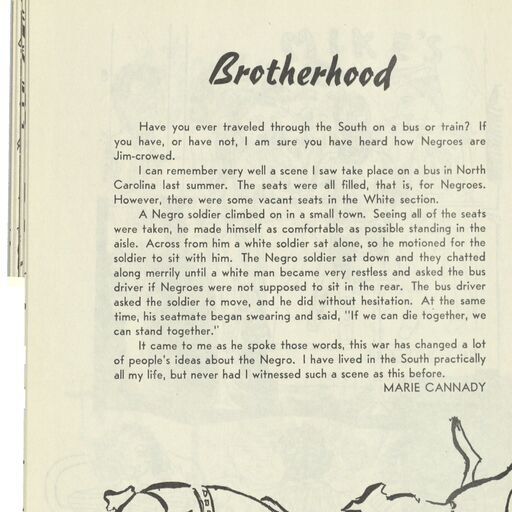 Brotherhood
Have you ever traveled through the South on a bus or train? If
you have, or have not, I am sure you have heard how Negroes are
Jim-crowed.
I can remember very well a scene I saw take place on a bus in North
Carolina last summer. The seats were all filled, that is, for Negroes.
However, there were some vacant seats in the White section.
A Negro soldier climbed on in a small town. Seeing all of the seats
were taken, he made himself as comfortable as possible standing in the
aisle. Across from him a white soldier sat alone, so he motioned for the
soldier to sit with him. The Negro soldier sat down and they chatted
along merrily until a white man became very restless and asked the bus
driver if Negroes were not supposed to sit in the rear. The bus driver
asked the soldier to move, and he did without hesitation. At the same
time, his seatmate began swearing and said, "If we can die together, we
can stand together."
It came to me as he spoke those words, this war has changed a lot
of people's ideas about the Negro. I have lived in the South practically
all my life, but never had I witnessed such a scene as this before.
MARIE CANNADY